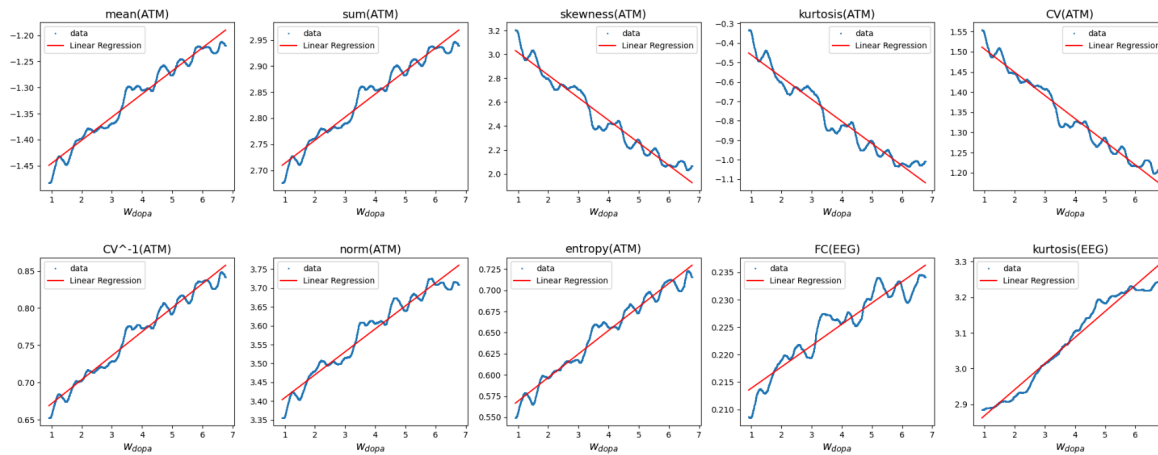 mean(ATM)
data
Linear Regression
−1.20
−1.25
−1.30
−1.35
−1.40
−1.45
1 2 3 4 5 6 7
w_dopa
sum(ATM)
data
Linear Regression
2.95
2.90
2.85
2.80
2.75
2.70
1 2 3 4 5 6 7
w_dopa
skewness(ATM)
data
Linear Regression
3.2
3.0
2.8
2.6
2.4
2.2
2.0
1 2 3 4 5 6 7
w_dopa
kurtosis(ATM)
data
Linear Regression
−0.3
−0.4
−0.5
−0.6
−0.7
−0.8
−0.9
−1.0
−1.1
1 2 3 4 5 6 7
w_dopa
CV(ATM)
data
Linear Regression
1.55
1.50
1.45
1.40
1.35
1.30
1.25
1.20
1 2 3 4 5 6
w_dopa
CV^-1(ATM)
data
Linear Regression
0.85
0.80
0.75
0.70
0.65
1 2 3 4 5 6 7
w_dopa
norm(ATM)
data
Linear Regression
3.75
3.70
3.65
3.60
3.55
3.50
3.45
3.40
3.35
1 2 3 4 5 6 7
w_dopa
entropy(ATM)
data
Linear Regression
0.725
0.700
0.675
0.650
0.625
0.600
0.575
0.550
1 2 3 4 5 6 7
w_dopa
FC(EEG)
data
Linear Regression
0.235
0.230
0.225
0.220
0.215
0.210
1 2 3 4 5 6 7
w_dopa
kurtosis(EEG)
data
Linear Regression
3.3
3.2
3.1
3.0
2.9
1 2 3 4 5 6
w_dopa